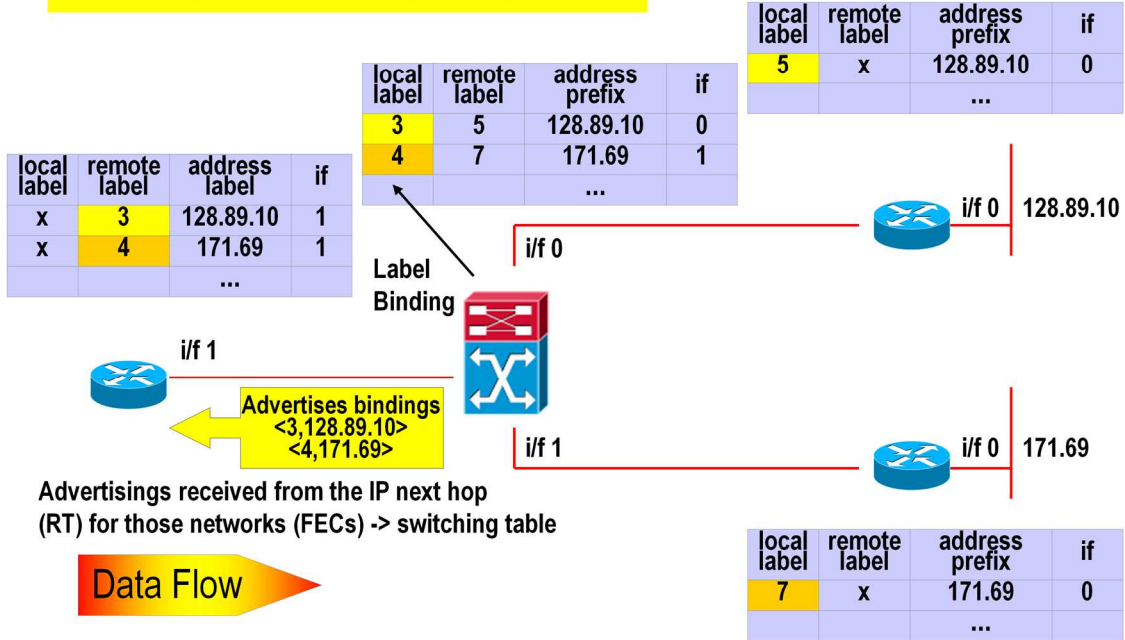 local label remote label address prefix if
5 x 128.89.10 0
...
local label remote label address prefix if
3 5 128.89.10 0
4 7 171.69 1
...
local label remote label address label if
x 3 128.89.10 1
x 4 171.69 1
...
i/f 0 128.89.10
i/f 0
Label
Binding
i/f 1
Advertises bindings
<3,128.89.10>
<4,171.69>
i/f 1
i/f 0 171.69
Advertisings received from the IP next hop
(RT) for those networks (FECs) -> switching table
Data Flow
local label remote label address prefix if
7 x 171.69 0
...